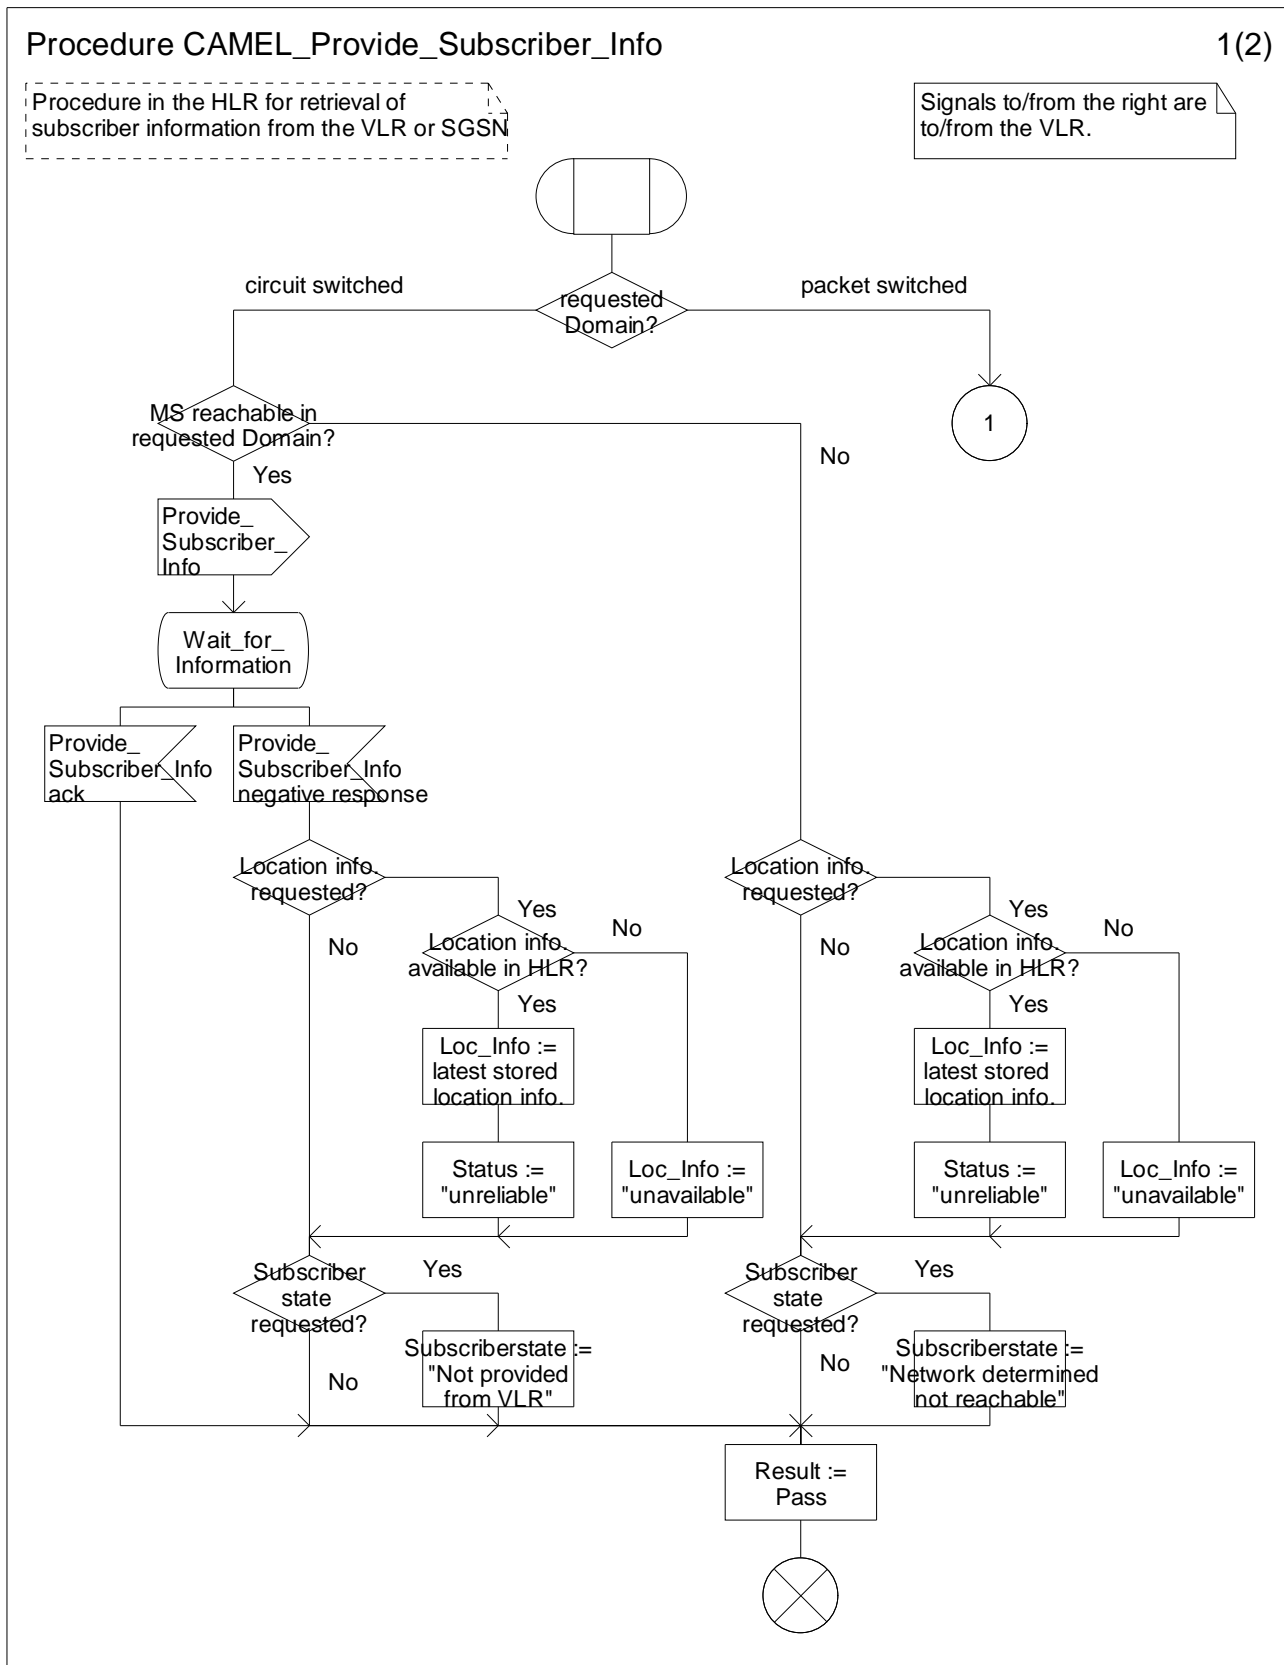 Procedure CAMEL_Provide_Subscriber_Info
1(2)
Procedure in the HLR for retrieval of
subscriber information from the VLR or SGSN
Signals to/from the right are
to/from the VLR.
circuit switched
requested
Domain?
packet switched
MS reachable in
requested Domain?
1
No
Yes
Provide_
Subscriber_
Info
Wait_for_
Information
Provide_
Subscriber_Info
ack
Provide_
Subscriber_Info
negative response
Location info.
requested?
Yes
No
No
Location info.
available in HLR?
Yes
Loc_Info :=
latest stored
location info.
Status :=
"unreliable"
Loc_Info :=
"unavailable"
Location info.
requested?
Yes
No
No
Location info.
available in HLR?
Yes
Loc_Info :=
latest stored
location info.
Status :=
"unreliable"
Loc_Info :=
"unavailable"
Subscriber
state
requested?
Yes
No
Subscriberstate :=
"Not provided
from VLR"
Subscriber
state
requested?
Yes
No
Subscriberstate :=
"Network determined
not reachable"
Result :=
Pass